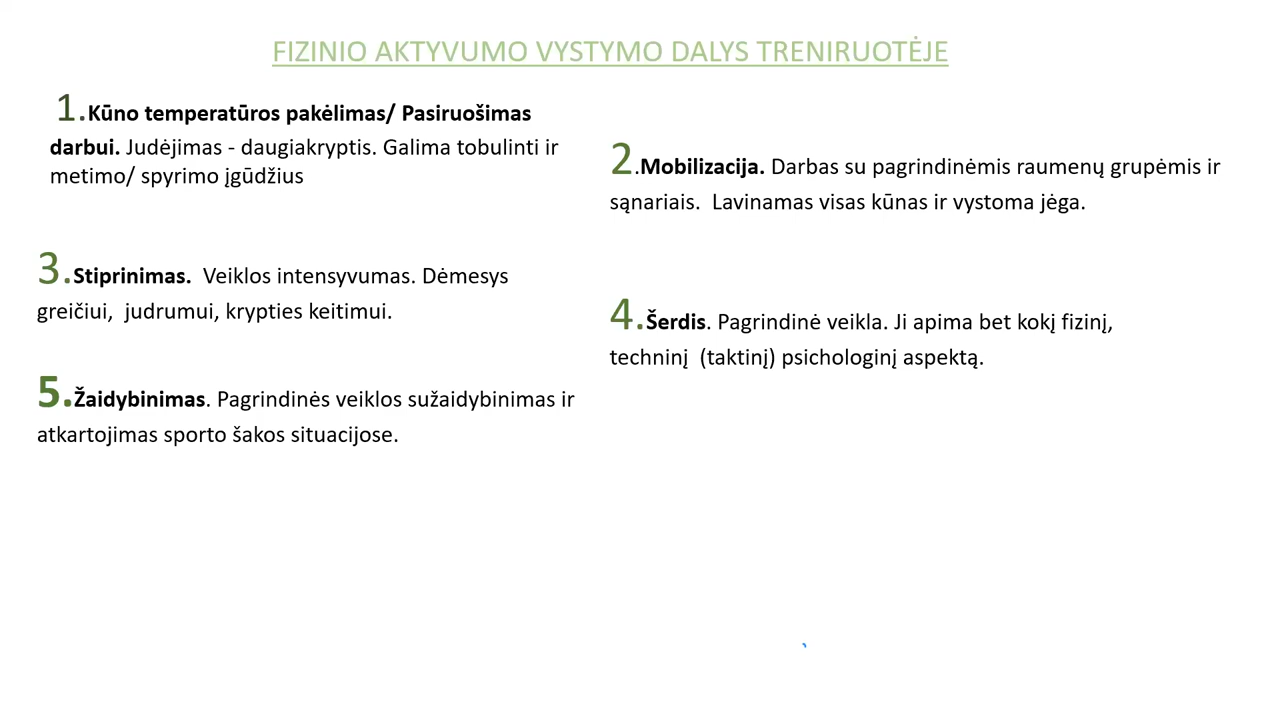 FIZINIO AKTYVUMO VYSTYMO DALYS TRENIRUOTĖJE
1.Kūno temperatūros pakėlimas/ Pasiruošimas
darbui. Judėjimas - daugiakryptis. Galima tobulinti ir
metimo/ spyrimo įgūdžius
2.Mobilizacija. Darbas su pagrindinėmis raumenų grupėmis ir
sąnariais.  Lavinamas visas kūnas ir vystoma jėga.
3.Stiprinimas.  Veiklos intensyvumas. Dėmesys
greičiui,  judrumui, krypties keitimui.
4.Šerdis. Pagrindinė veikla. Ji apima bet kokį fizinį,
techninį  (taktinį) psichologinį aspektą.
5.Žaidybinimas. Pagrindinės veiklos sužaidybinimas ir
atkartojimas sporto šakos situacijose.